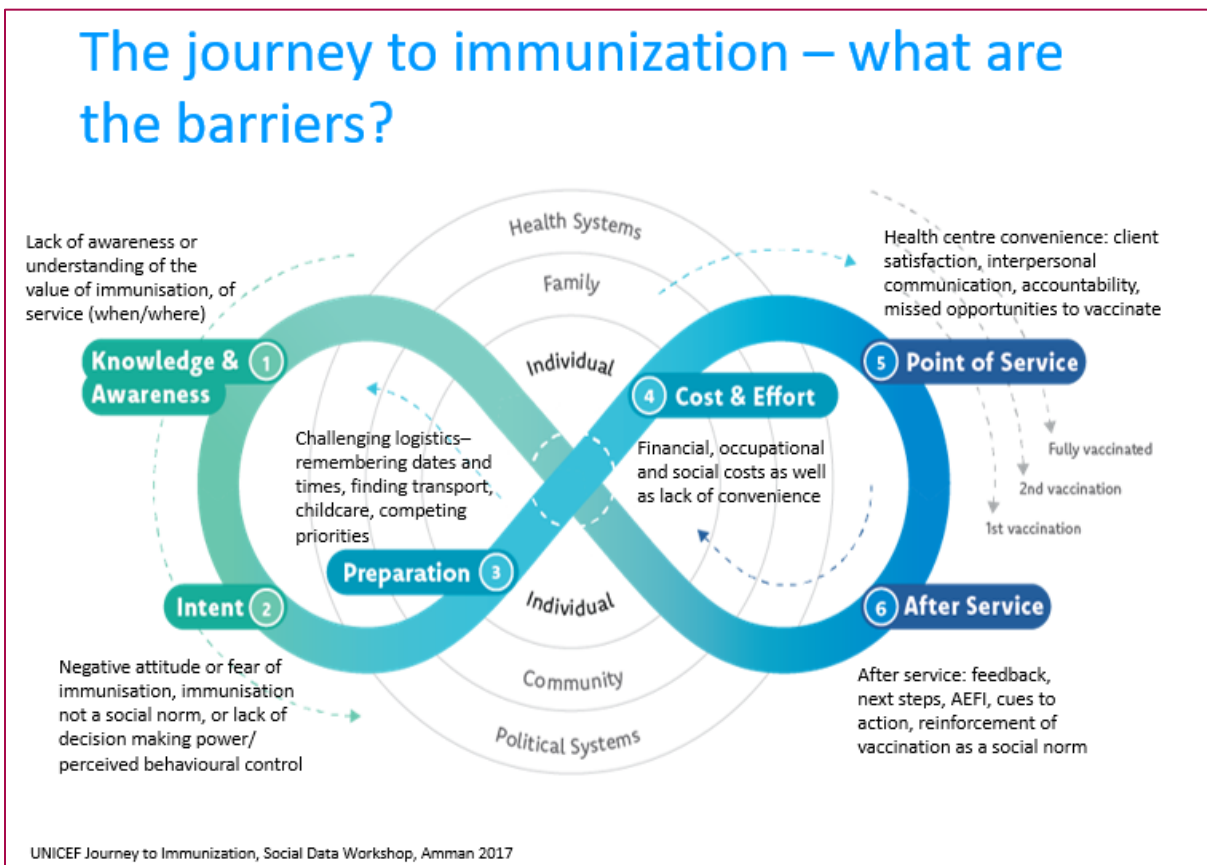 The journey to immunization – what are
the barriers?
Lack of awareness or
understanding of the
value of immunisation, of
service (when/where)
Knowledge & 1
Awareness
Intent 2
Negative attitude or fear of
immunisation, immunisation
not a social norm, or lack of
decision making power/
perceived behavioural control
Challenging logistics–
remembering dates and
times, finding transport,
childcare, competing
priorities
Preparation 3
Health Systems
Family
Individual
Individual
Community
Political Systems
4 Cost & Effort
Financial, occupational
and social costs as well
as lack of convenience
Health centre convenience: client
satisfaction, interpersonal
communication, accountability,
missed opportunities to vaccinate
5 Point of Service
Fully vaccinated
2nd vaccination
1st vaccination
6 After Service
After service: feedback,
next steps, AEFI, cues to
action, reinforcement of
vaccination as a social norm
UNICEF Journey to Immunization, Social Data Workshop, Amman 2017